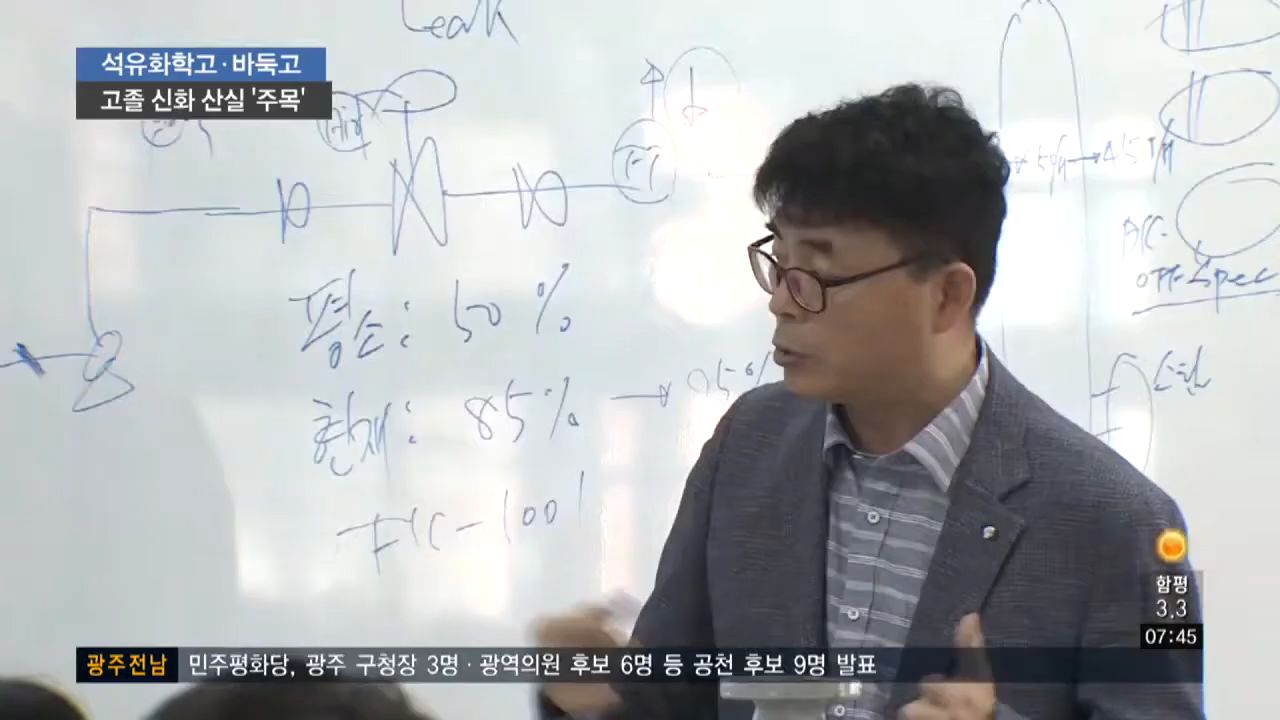 Leak
석유화학고·바둑고
고졸 신화 산실 '주목'
평소: 50%
현재: 85% → 95%
FIC-1001
off-spec
스팀
함평
3.3
07:45
광주전남 민주평화당, 광주 구청장 3명·광역의원 후보 6명 등 공천 후보 9명 발표